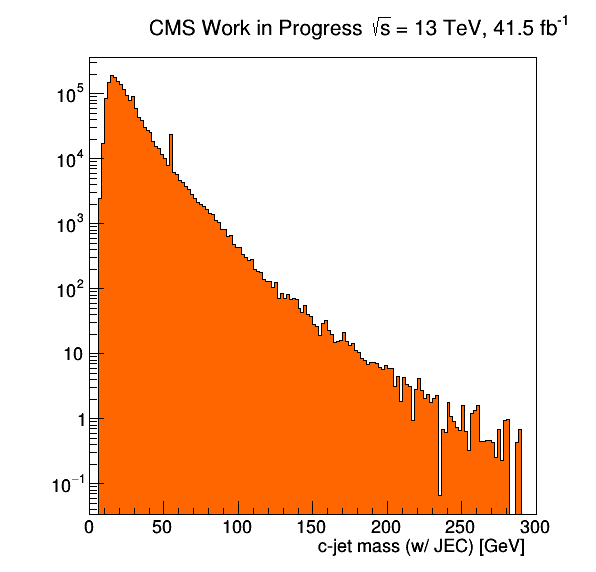 CMS Work in Progress √s = 13 TeV, 41.5 fb⁻¹
10⁵
10⁴
10³
10²
10
1
10⁻¹
0 50 100 150 200 250 300
c-jet mass (w/ JEC) [GeV]